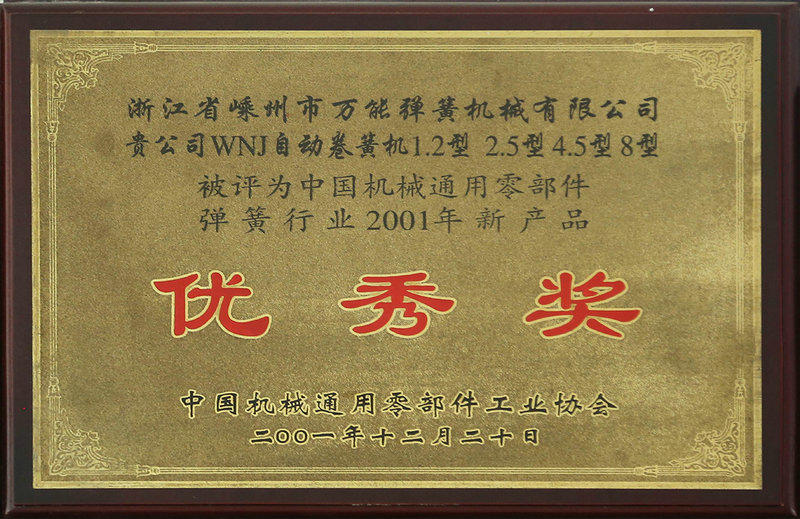 浙江省嵊州市万能弹簧机械有限公司
贵公司WNJ自动卷簧机1.2型 2.5型 4.5型 8型
被评为中国机械通用零部件
弹簧行业2001年新产品
优秀奖
中国机械通用零部件工业协会
二〇〇一年十二月二十日